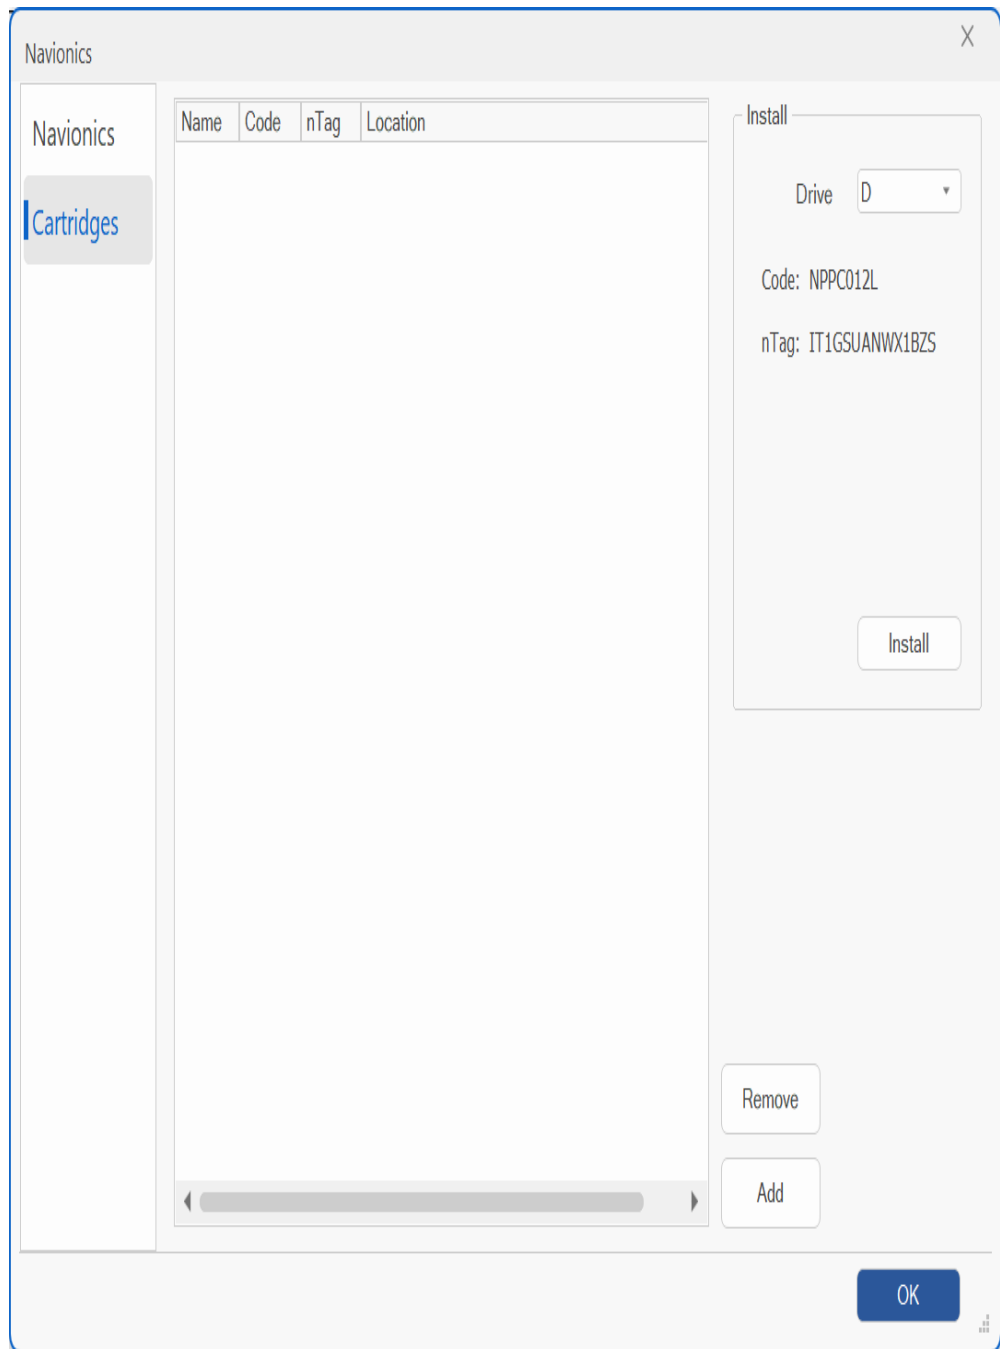 Navionics
X
Navionics
Cartridges
Name Code nTag Location
Install
Drive D
Code: NPPC012L
nTag: IT1GSUANWX1BZS
Install
Remove
Add
OK